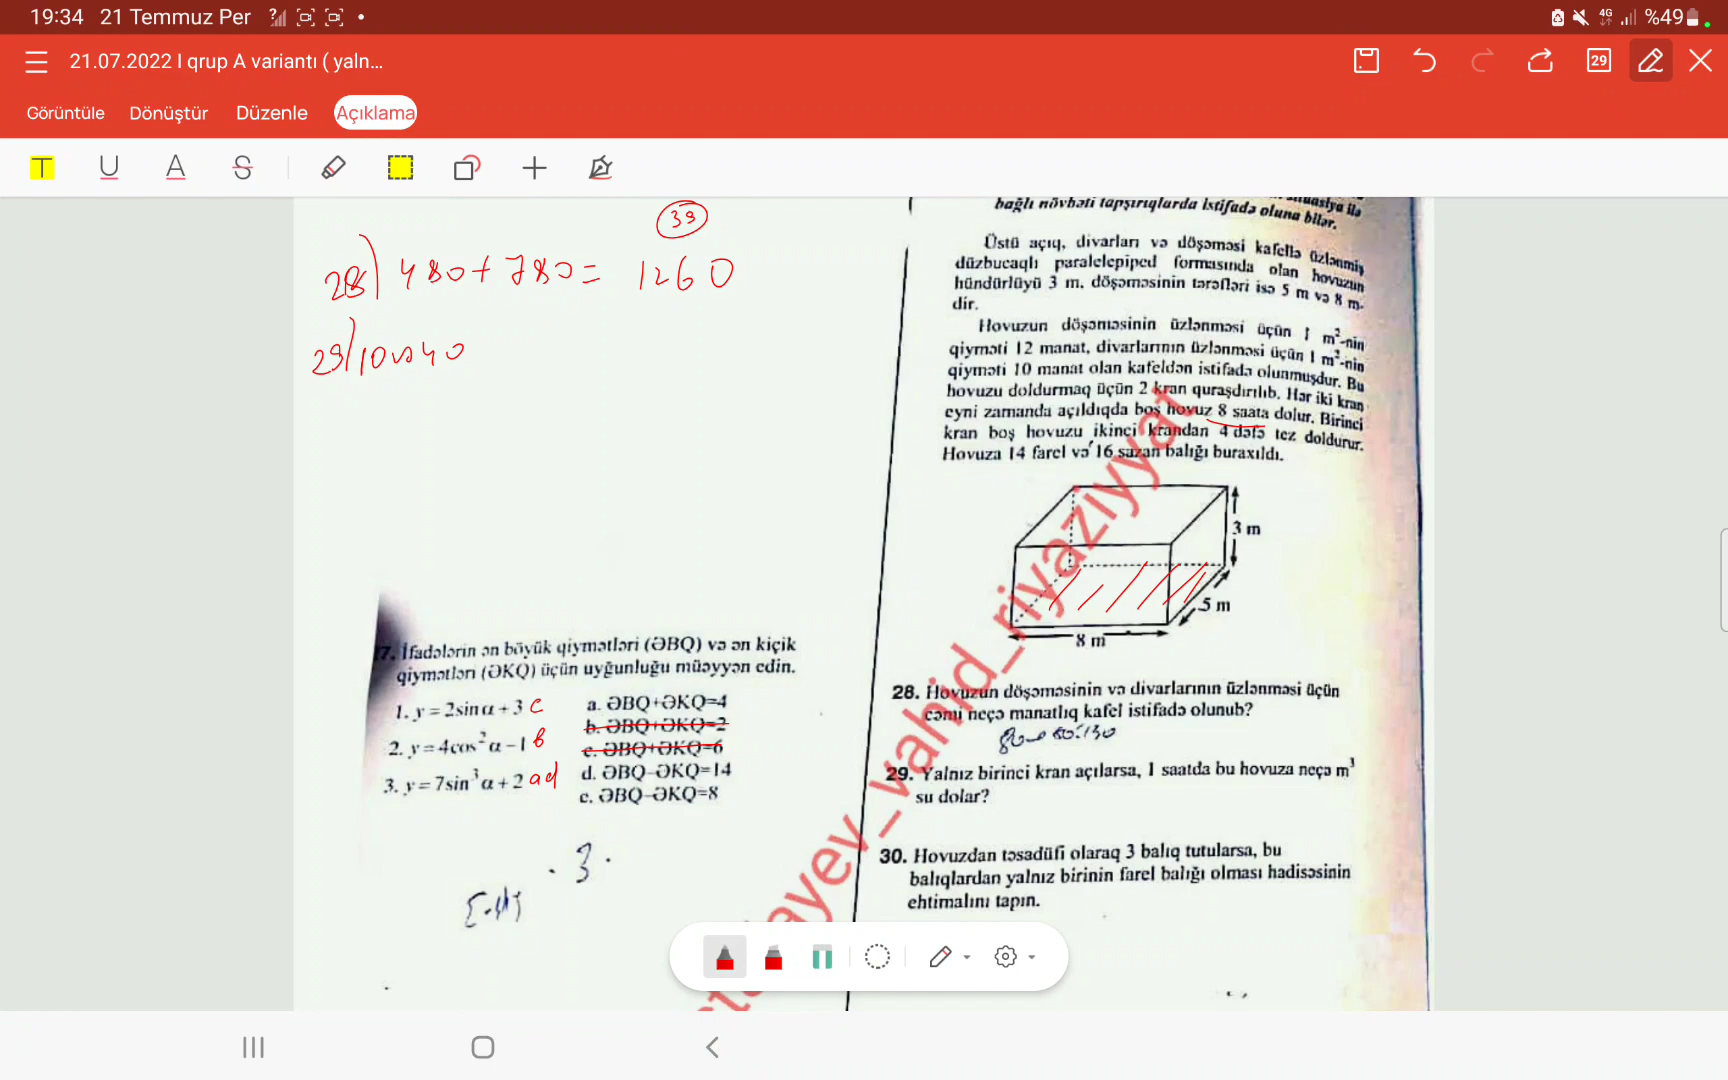 19:34 21 Temmuz Per
4G %49
21.07.2022 I qrup A variantı ( yaln...
29
Görüntüle Dönüştür Düzenle Açıklama
T U A S
39
28) 480+780= 1260
29/10və40
7. İfadələrin ən böyük qiymətləri (ƏBQ) və ən kiçik
qiymətləri (ƏKQ) üçün uyğunluğu müəyyən edin.
1. y = 2sin α + 3 c
2. y = 4cos² α − 1 b
3. y = 7sin³ α + 2 ad
a. ƏBQ+ƏKQ=4
b. ƏBQ+ƏKQ=2
c. ƏBQ+ƏKQ=6
d. ƏBQ−ƏKQ=14
e. ƏBQ−ƏKQ=8
3
bağlı növbəti tapşırıqlarda istifadə oluna bilər.
Üstü açıq, divarları və döşəməsi kafellə üzlənmiş
düzbucaqlı paralelepiped formasında olan hovuzun
hündürlüyü 3 m, döşəməsinin tərəfləri isə 5 m və 8 m-
dir.
Hovuzun döşəməsinin üzlənməsi üçün 1 m²-nin
qiyməti 12 manat, divarlarının üzlənməsi üçün 1 m²-nin
qiyməti 10 manat olan kafeldən istifadə olunmuşdur. Bu
hovuzu doldurmaq üçün 2 kran quraşdırılıb. Hər iki kran
eyni zamanda açıldıqda boş hovuz 8 saata dolur. Birinci
kran boş hovuzu ikinci krandan 4 dəfə tez doldurur.
Hovuza 14 farel və 16 sazan balığı buraxıldı.
3 m
5 m
8 m
28. Hovuzun döşəməsinin və divarlarının üzlənməsi üçün
cəmi neçə manatlıq kafel istifadə olunub?
29. Yalnız birinci kran açılarsa, 1 saatda bu hovuza neçə m³
su dolar?
30. Hovuzdan təsadüfi olaraq 3 balıq tutularsa, bu
balıqlardan yalnız birinin farel balığı olması hadisəsinin
ehtimalını tapın.
ayev_vahid_riyaziyyat